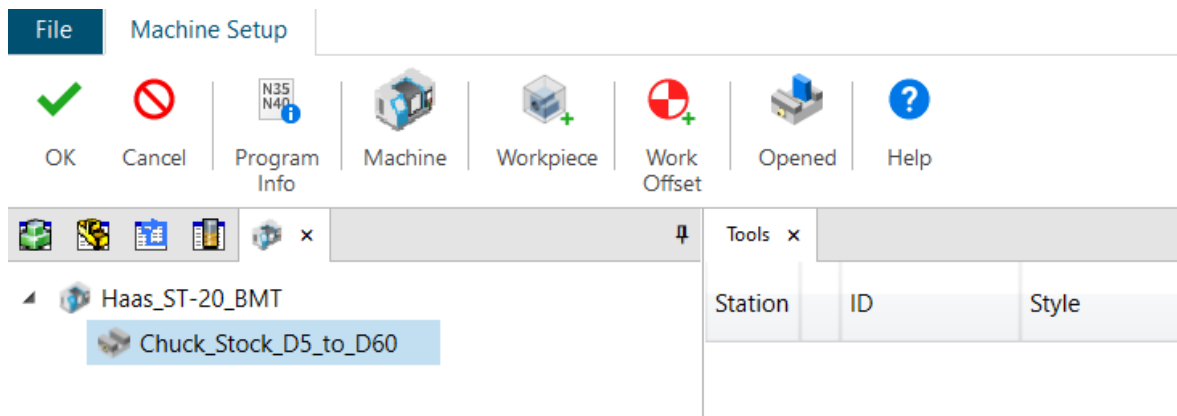 File Machine Setup
N35
N40
OK Cancel Program Info Machine Workpiece Work Offset Opened Help
Tools
Haas_ST-20_BMT
Chuck_Stock_D5_to_D60
Station ID Style